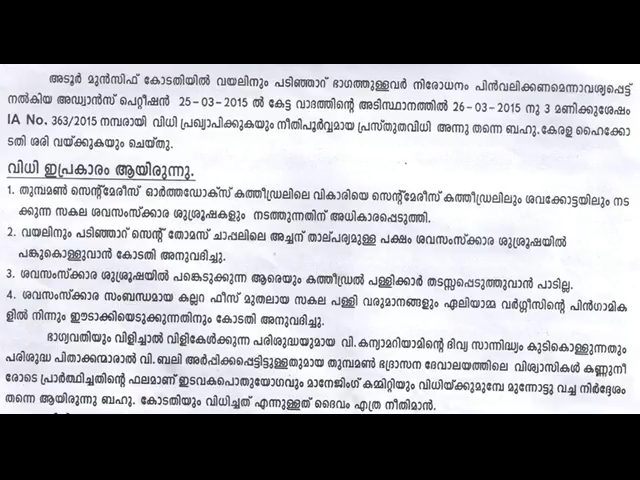 അടൂർ മുൻസിഫ് കോടതിയിൽ വയലിനും പടിഞ്ഞാറ് ഭാഗത്തുള്ളവർ നിരോധനം പിൻവലിക്കണമെന്നാവശ്യപ്പെട്ട്
നൽകിയ അഡ്വാൻസ് പെറ്റീഷൻ 25-03-2015 ൽ കേട്ട വാദത്തിന്റെ അടിസ്ഥാനത്തിൽ 26-03-2015 നു 3 മണിക്കുശേഷം
IA No. 363/2015 നമ്പരായി വിധി പ്രഖ്യാപിക്കുകയും നീതിപൂർവ്വമായ പ്രസ്തുതവിധി അന്നു തന്നെ ബഹു.കേരള ഹൈക്കോ
ടതി ശരി വയ്ക്കുകയും ചെയ്തു.
വിധി ഇപ്രകാരം ആയിരുന്നു.
1. തുമ്പമൺ സെന്റ്മേരീസ് ഓർത്തഡോക്സ് കത്തീഡ്രലിലെ വികാരിയെ സെന്റ്മേരീസ് കത്തീഡ്രലിലും ശവക്കോട്ടയിലും നട
ക്കുന്ന സകല ശവസംസ്ക്കാര ശുശ്രൂഷകളും നടത്തുന്നതിന് അധികാരപ്പെടുത്തി.
2. വയലിനും പടിഞ്ഞാറ് സെന്റ് തോമസ് ചാപ്പലിലെ അച്ചന് താല്പര്യമുള്ള പക്ഷം ശവസംസ്ക്കാര ശുശ്രൂഷയിൽ
പങ്കുകൊള്ളുവാൻ കോടതി അനുവദിച്ചു.
3. ശവസംസ്ക്കാര ശുശ്രൂഷയിൽ പങ്കെടുക്കുന്ന ആരെയും കത്തീഡ്രൽ പള്ളിക്കാർ തടസ്സപ്പെടുത്തുവാൻ പാടില്ല.
4. ശവസംസ്ക്കാര സംബന്ധമായ കല്ലറ ഫീസ് മുതലായ സകല പള്ളി വരുമാനങ്ങളും ഏലിയാമ്മ വർഗ്ഗീസിന്റെ പിൻഗാമിക
ളിൽ നിന്നും ഈടാക്കിയെടുക്കുന്നതിനും കോടതി അനുവദിച്ചു.
ഭാഗ്യവതിയും വിളിച്ചാൽ വിളികേൾക്കുന്ന പരിശുദ്ധയുമായ വി.കന്യാമറിയാമിന്റെ ദിവ്യ സാന്നിദ്ധ്യം കുടികൊള്ളുന്നതും
പരിശുദ്ധ പിതാക്കന്മാരാൽ വി.ബലി അർപ്പിക്കപ്പെട്ടിട്ടുള്ളതുമായ തുമ്പമൺ ഭദ്രാസന ദേവാലയത്തിലെ വിശ്വാസികൾ കണ്ണുനീ
രോടെ പ്രാർത്ഥിച്ചതിന്റെ ഫലമാണ് ഇടവകപൊതുയോഗവും മാനേജിംഗ് കമ്മിറ്റിയും വിധിയ്ക്കുമുമ്പേ മുന്നോട്ടു വച്ച നിർദ്ദേശം
തന്നെ ആയിരുന്നു ബഹു. കോടതിയും വിധിച്ചത് എന്നുള്ളത് ദൈവം എത്ര നീതിമാൻ.